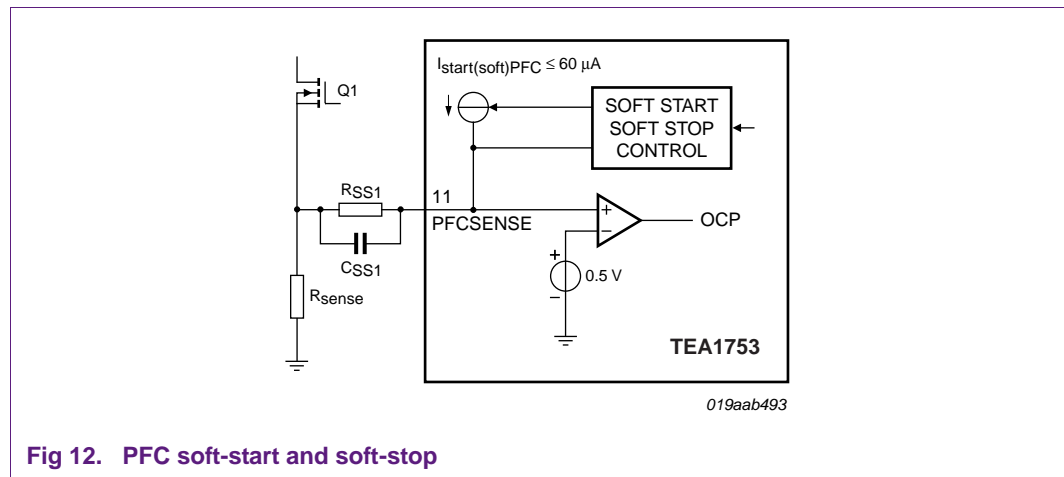 Istart(soft)PFC ≤ 60 μA
Q1
SOFT START
SOFT STOP
CONTROL
RSS1
11
PFCSENSE
CSS1
+
−
OCP
+
0.5 V
−
Rsense
TEA1753
019aab493
Fig 12. PFC soft-start and soft-stop